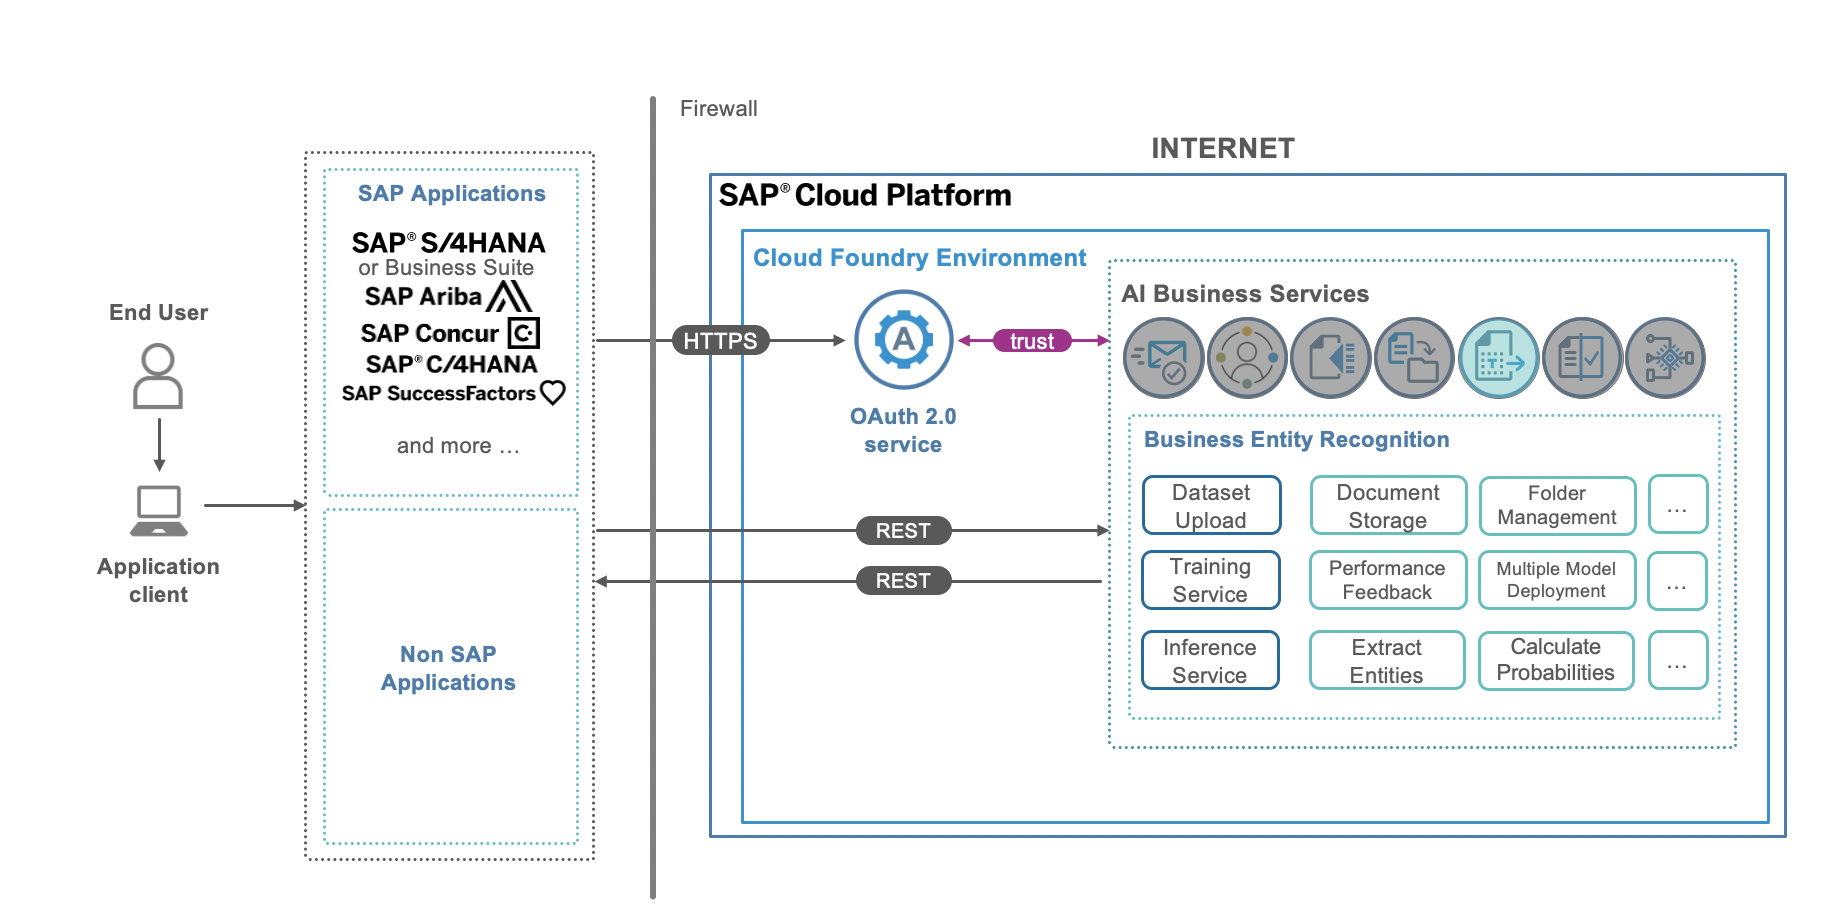 Firewall
INTERNET
SAP® Cloud Platform
Cloud Foundry Environment
SAP Applications
SAP® S/4HANA
or Business Suite
SAP Ariba
SAP Concur
SAP® C/4HANA
SAP SuccessFactors
and more ...
Non SAP
Applications
End User
Application
client
HTTPS
A
OAuth 2.0
service
trust
REST
REST
AI Business Services
T
Business Entity Recognition
Dataset
Upload
Document
Storage
Folder
Management
...
Training
Service
Performance
Feedback
Multiple Model
Deployment
...
Inference
Service
Extract
Entities
Calculate
Probabilities
...